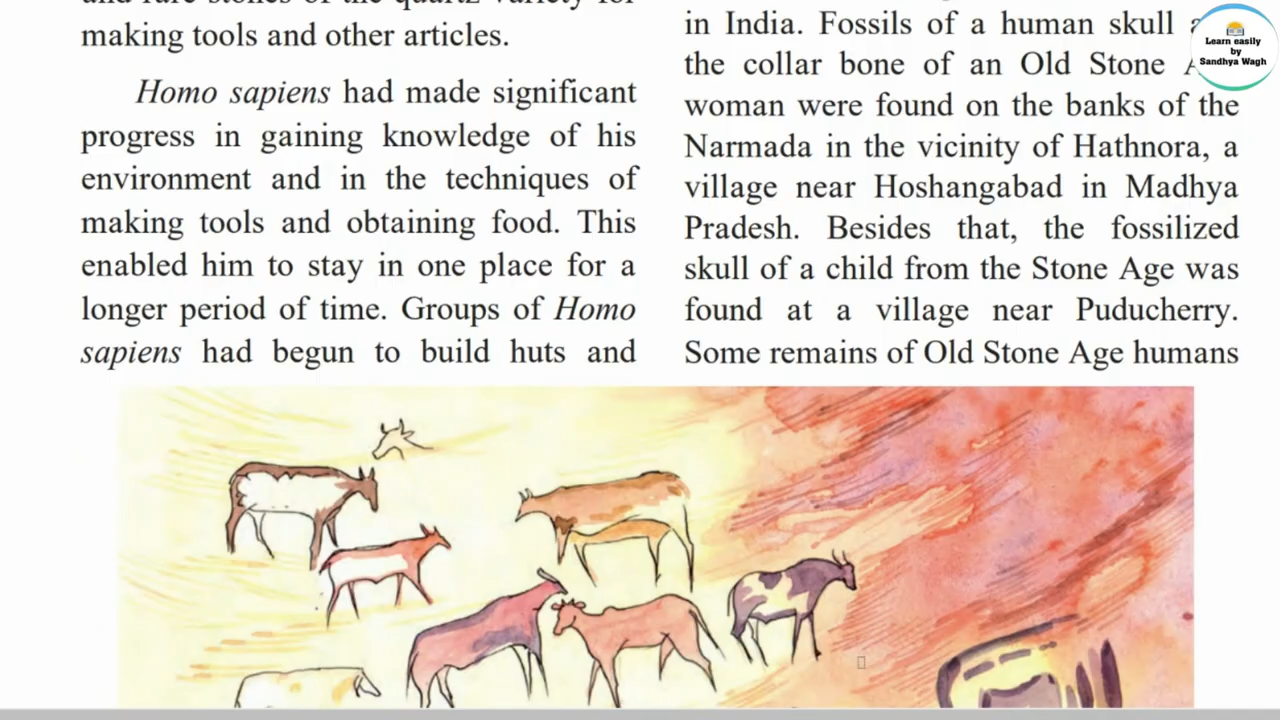 making tools and other articles.
Homo sapiens had made significant
progress in gaining knowledge of his
environment and in the techniques of
making tools and obtaining food. This
enabled him to stay in one place for a
longer period of time. Groups of Homo
sapiens had begun to build huts and
in India. Fossils of a human skull
the collar bone of an Old Stone
woman were found on the banks of the
Narmada in the vicinity of Hathnora, a
village near Hoshangabad in Madhya
Pradesh. Besides that, the fossilized
skull of a child from the Stone Age was
found at a village near Puducherry.
Some remains of Old Stone Age humans
Learn easily
by
Sandhya Wagh